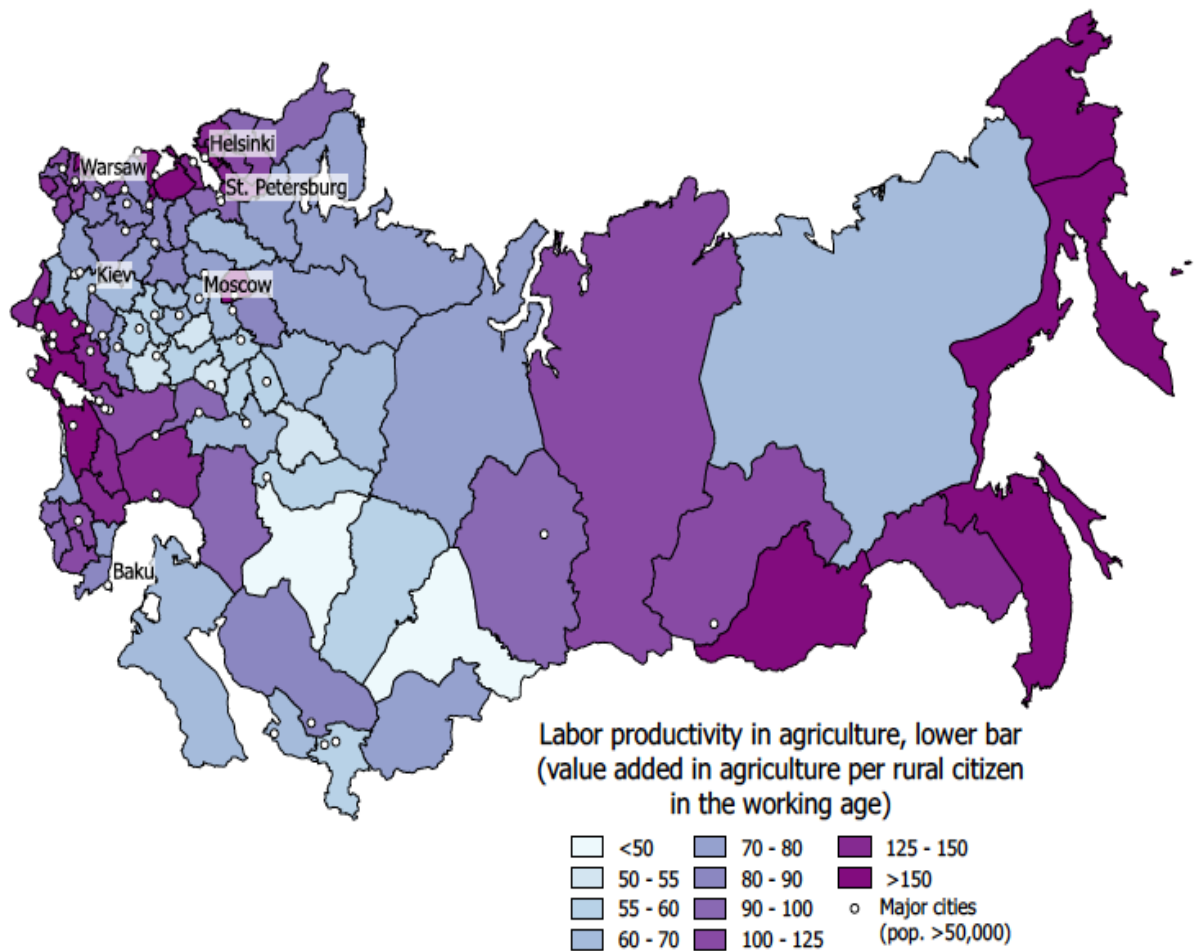 Helsinki
Warsaw
St. Petersburg
Kiev
Moscow
Baku
Labor productivity in agriculture, lower bar
(value added in agriculture per rural citizen
in the working age)
<50 70 - 80 125 - 150
50 - 55 80 - 90 >150
55 - 60 90 - 100 Major cities
60 - 70 100 - 125 (pop. >50,000)